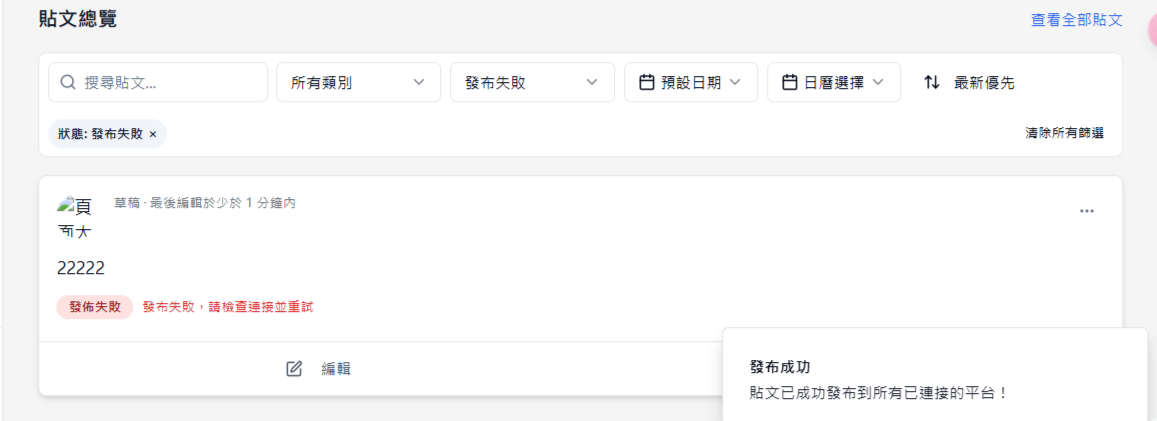 貼文總覽
查看全部貼文
搜尋貼文...
所有類別
發布失敗
預設日期
日曆選擇
最新優先
狀態: 發布失敗 ×
清除所有篩選
頁
草稿 · 最後編輯於少於 1 分鐘內
...
22222
發佈失敗 發布失敗，請檢查連接並重試
編輯
發布成功
貼文已成功發布到所有已連接的平台！